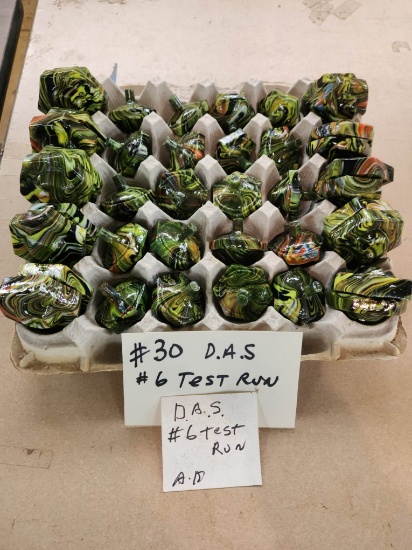 #30 D.A.S
#6 TesT Run
D.A.S.
#6 test
Run
A.D